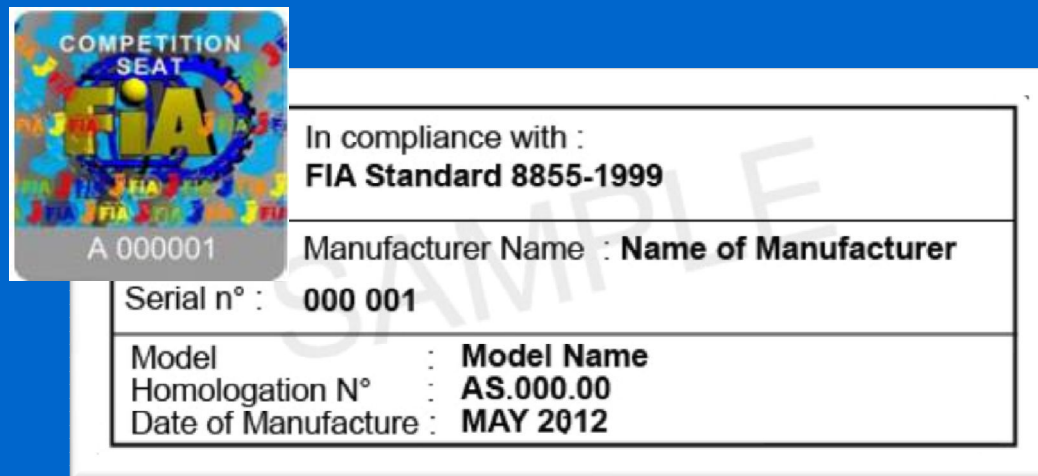 COMPETITION
SEAT
FIA
A 000001
In compliance with :
FIA Standard 8855-1999
Manufacturer Name : Name of Manufacturer
Serial n° : 000 001
Model : Model Name
Homologation N° : AS.000.00
Date of Manufacture : MAY 2012
SAMPLE